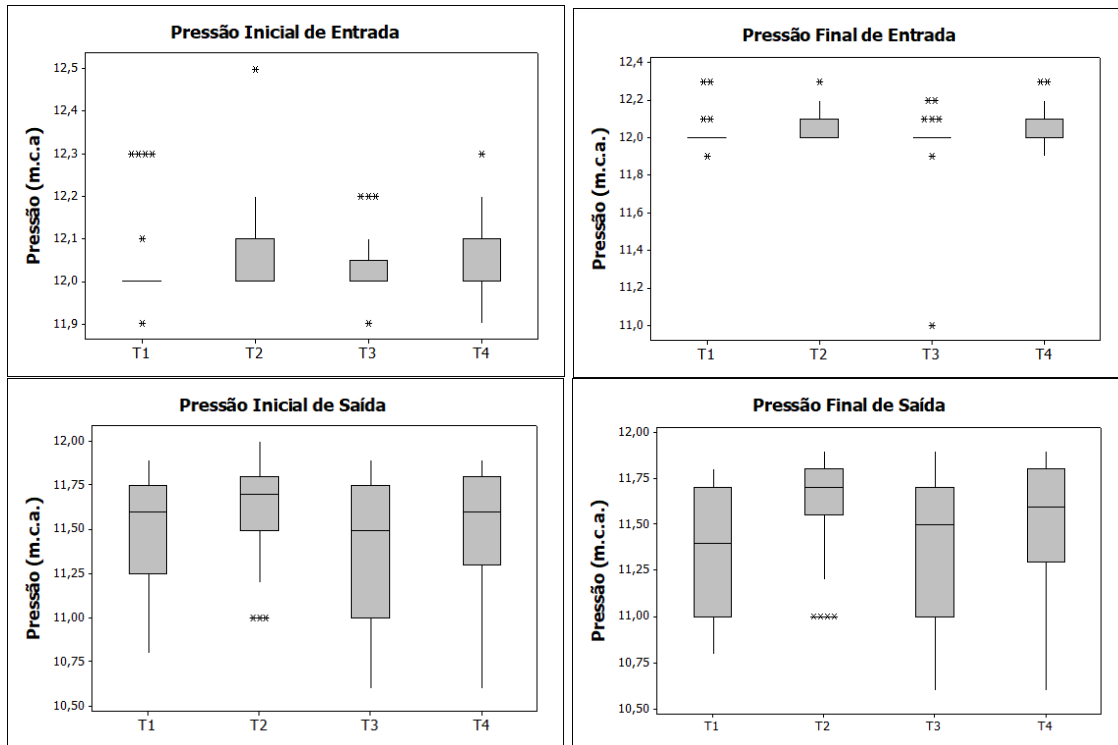 Pressão Inicial de Entrada
Pressão (m.c.a)
12,5
12,4
12,3
12,2
12,1
12,0
11,9
T1 T2 T3 T4
Pressão Final de Entrada
Pressão (m.c.a.)
12,4
12,2
12,0
11,8
11,6
11,4
11,2
11,0
T1 T2 T3 T4
Pressão Inicial de Saída
Pressão (m.c.a.)
12,00
11,75
11,50
11,25
11,00
10,75
10,50
T1 T2 T3 T4
Pressão Final de Saída
Pressão (m.c.a.)
12,00
11,75
11,50
11,25
11,00
10,75
10,50
T1 T2 T3 T4